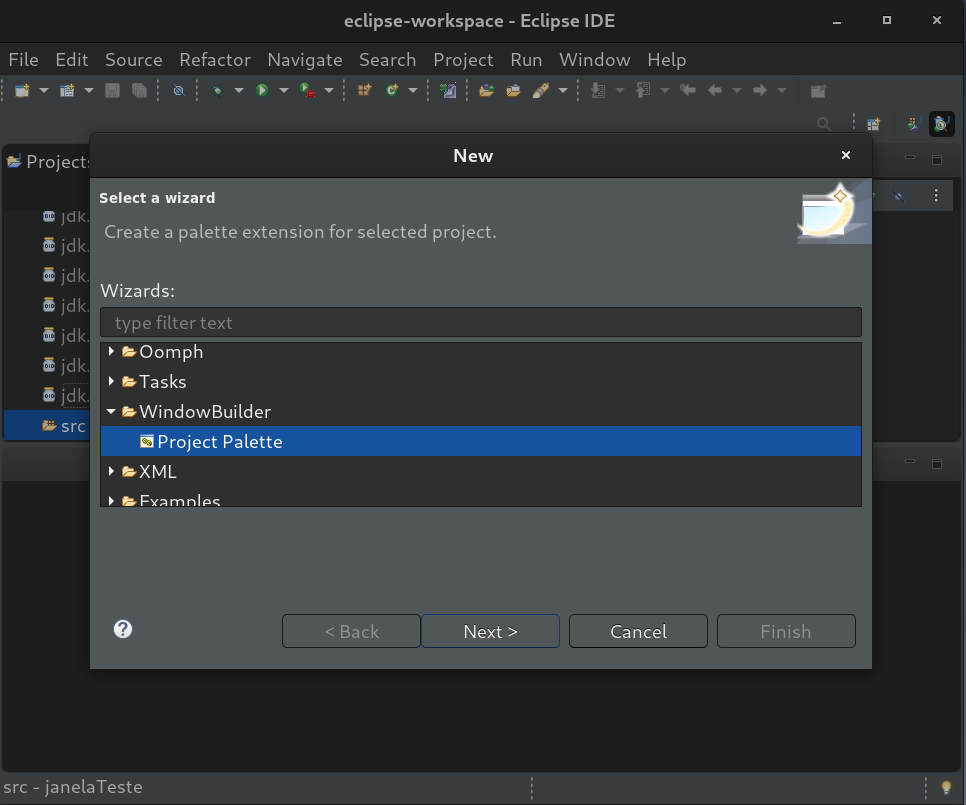 eclipse-workspace - Eclipse IDE
File Edit Source Refactor Navigate Search Project Run Window Help
Project
New
Select a wizard
Create a palette extension for selected project.
Wizards:
type filter text
jdk.
jdk.
jdk.
jdk.
jdk.
jdk.
jdk.
src
Oomph
Tasks
WindowBuilder
Project Palette
XML
Examples
< Back Next > Cancel Finish
src - janelaTeste